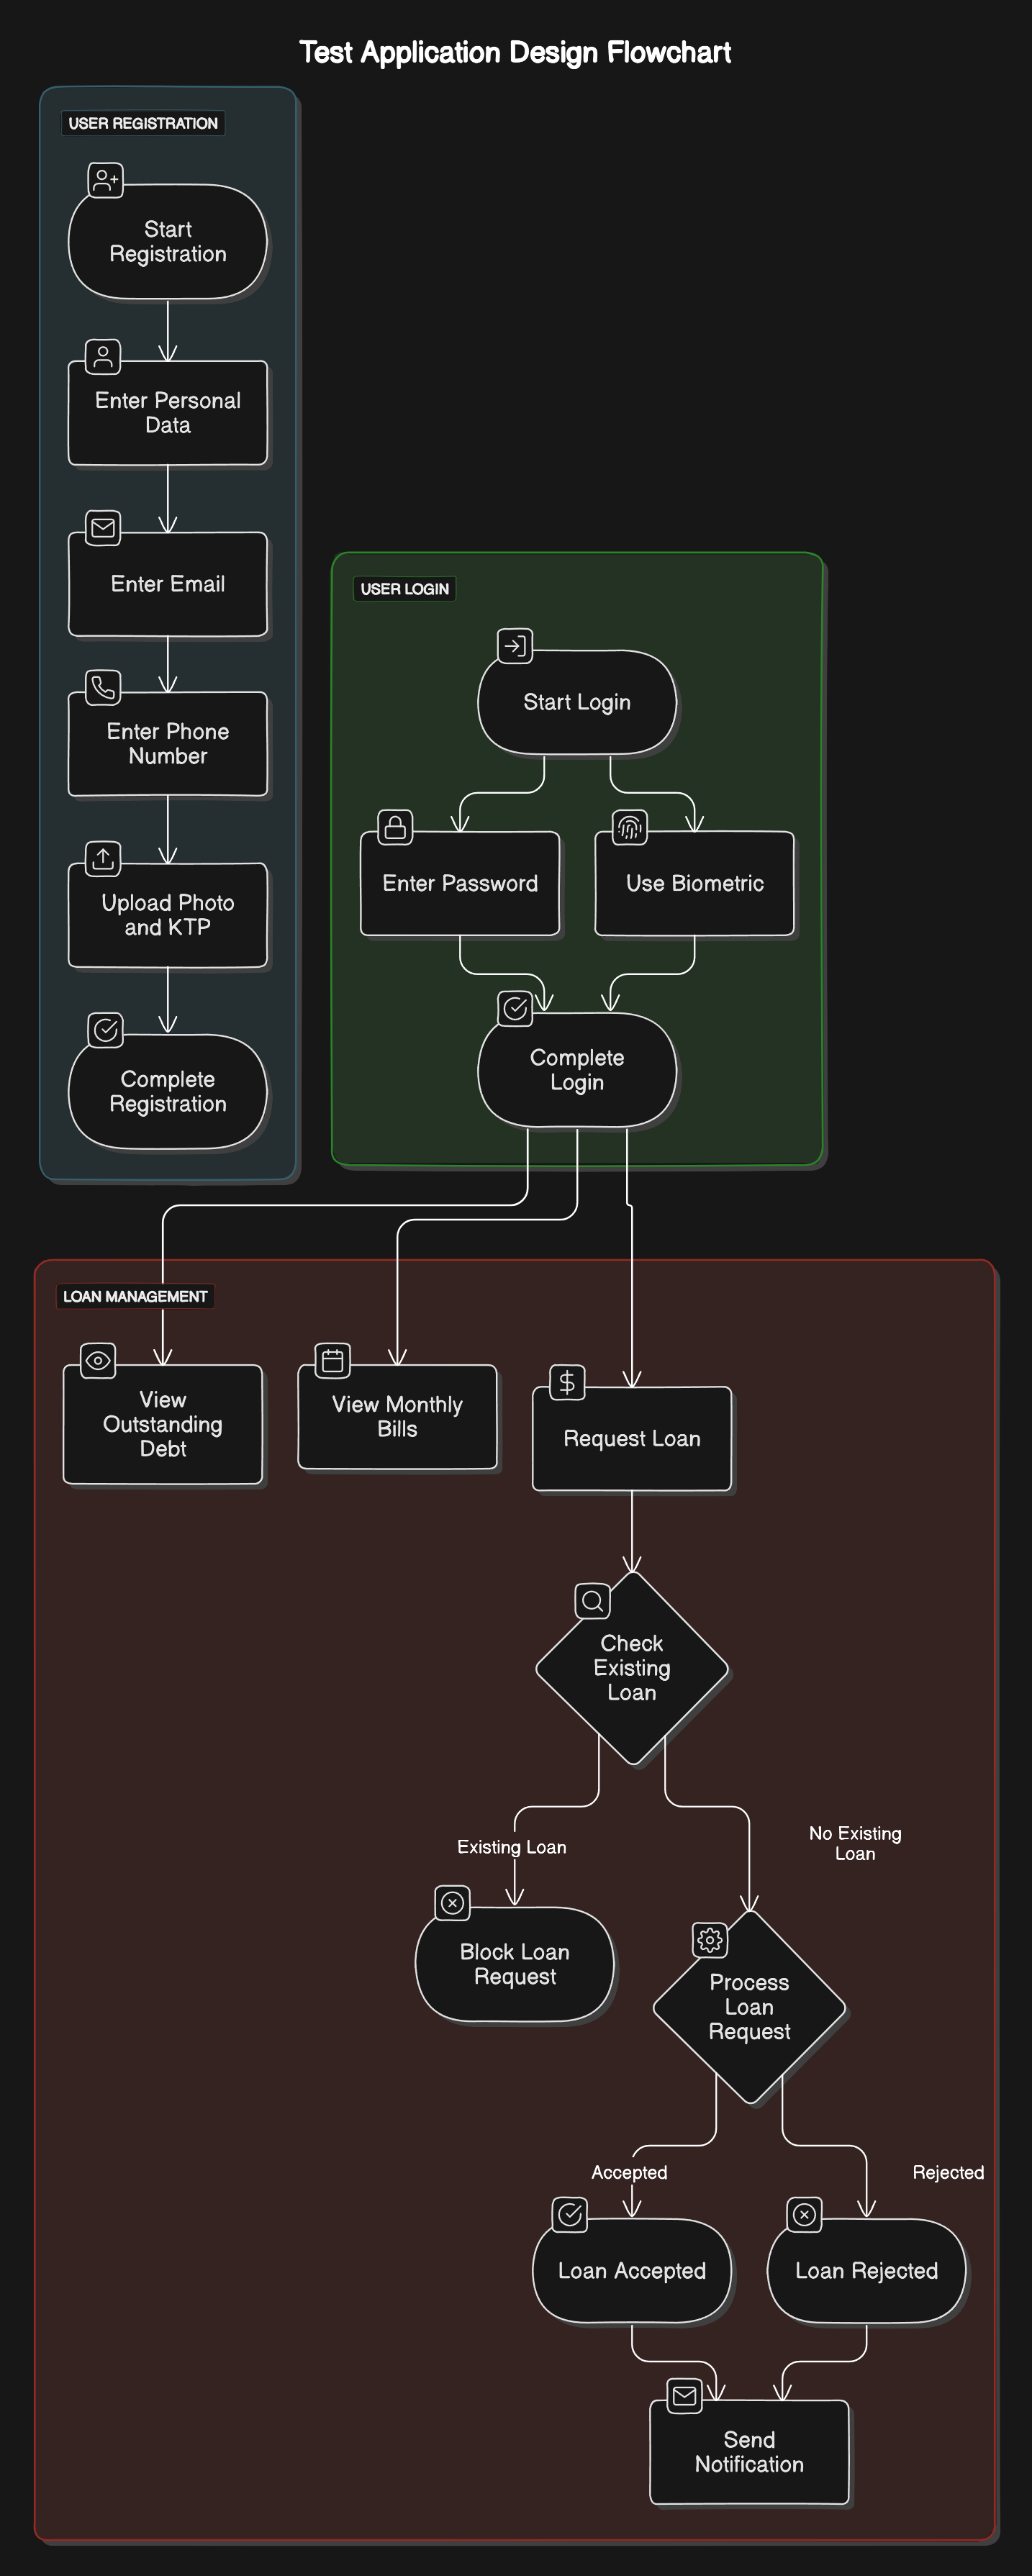 Test Application Design Flowchart
USER REGISTRATION
Start
Registration
Enter Personal
Data
Enter Email
Enter Phone
Number
Upload Photo
and KTP
Complete
Registration
USER LOGIN
Start Login
Enter Password
Use Biometric
Complete
Login
LOAN MANAGEMENT
View
Outstanding
Debt
View Monthly
Bills
Request Loan
Check
Existing
Loan
Existing Loan
No Existing
Loan
Block Loan
Request
Process
Loan
Request
Accepted
Rejected
Loan Accepted
Loan Rejected
Send
Notification